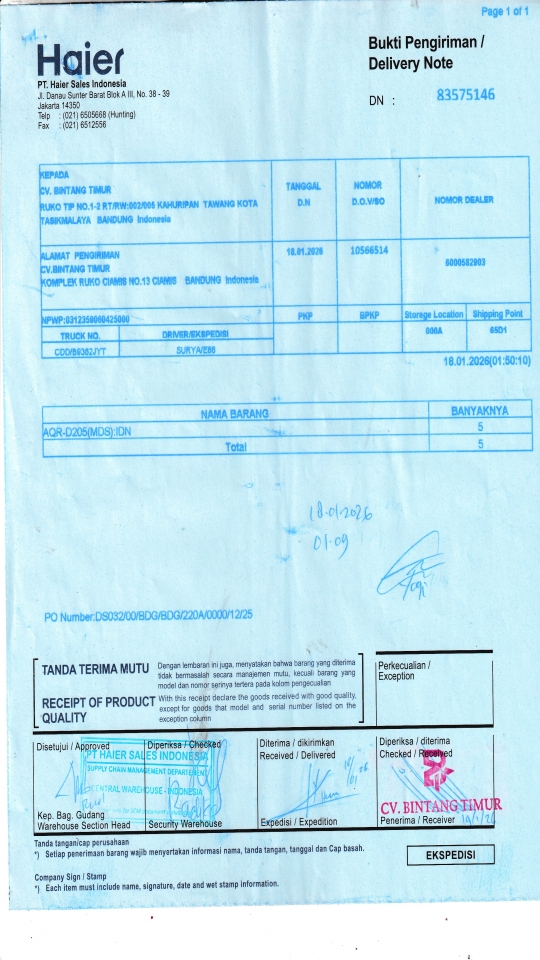 Page 1 of 1
Haier
Bukti Pengiriman /
Delivery Note
PT. Haier Sales Indonesia
Jl. Danau Sunter Barat Blok A III, No. 38 - 39
Jakarta 14350
Telp : (021) 6505668 (Hunting)
Fax : (021) 6512556
DN : 83575146
KEPADA
CV. BINTANG TIMUR
RUKO TIP NO.1-2 RT/RW:002/006 KAHURIPAN TAWANG KOTA
TASIKMALAYA BANDUNG Indonesia
TANGGAL
D.N
NOMOR
D.O.V/SO
NOMOR DEALER
ALAMAT PENGIRIMAN
CV.BINTANG TIMUR
KOMPLEK RUKO CIAMIS NO.13 CIAMIS BANDUNG Indonesia
18.01.2026
10566514
6000582903
NPWP:0312350060425000
PKP
BPKP
Storege Location
Shipping Point
TRUCK NO.
DRIVER/EKSPEDISI
000A
65D1
CDD/B9362JYT
SURYA/E88
18.01.2026(01:50:10)
NAMA BARANG
BANYAKNYA
AQR-D205(MDS):IDN
5
Total
5
18-01-2026
01.09
Yogi
PO Number:DS032/00/BDG/BDG/220A/0000/12/25
TANDA TERIMA MUTU
Dengan lembaran ini juga, menyatakan bahwa barang yang diterima
tidak bermasalah secara manajemen mutu, kecuali barang yang
model dan nomor serinya tertera pada kolom pengecualian
RECEIPT OF PRODUCT
QUALITY
With this receipt declare the goods received with good quality,
except for goods that model and serial number listed on the
exception column
Perkecualian /
Exception
Disetujui / Approved
Diperiksa / Checked
Diterima / dikirimkan
Received / Delivered
Diperiksa / diterima
Checked / Received
PT HAIER SALES INDONESIA
SUPPLY CHAIN MANAGEMENT DEPARTEMENT
CENTRAL WAREHOUSE - INDONESIA
CV. BINTANG TIMUR
Kep. Bag. Gudang
Warehouse Section Head
Security Warehouse
Expedisi / Expedition
Penerima / Receiver
19/1/26
Tanda tangan/cap perusahaan
*) Setiap penerimaan barang wajib menyertakan informasi nama, tanda tangan, tanggal dan Cap basah.
EKSPEDISI
Company Sign / Stamp
*) Each item must include name, signature, date and wet stamp information.